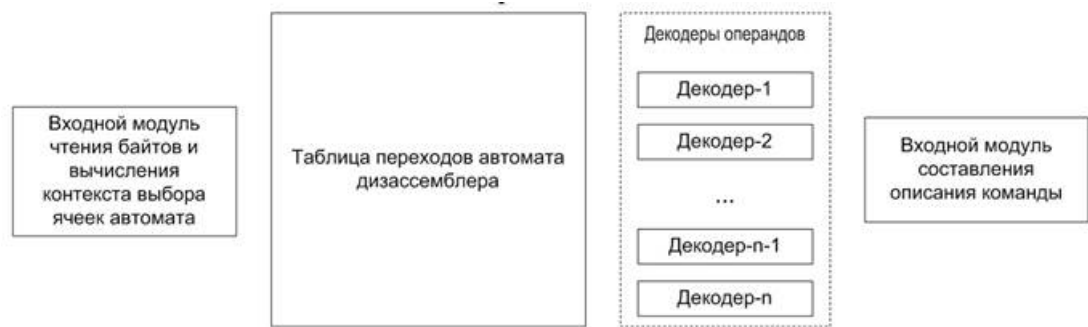 Входной модуль
чтения байтов и
вычисления
контекста выбора
ячеек автомата
Таблица переходов автомата
дизассемблера
Декодеры операндов
Декодер-1
Декодер-2
...
Декодер-n-1
Декодер-n
Входной модуль
составления
описания команды